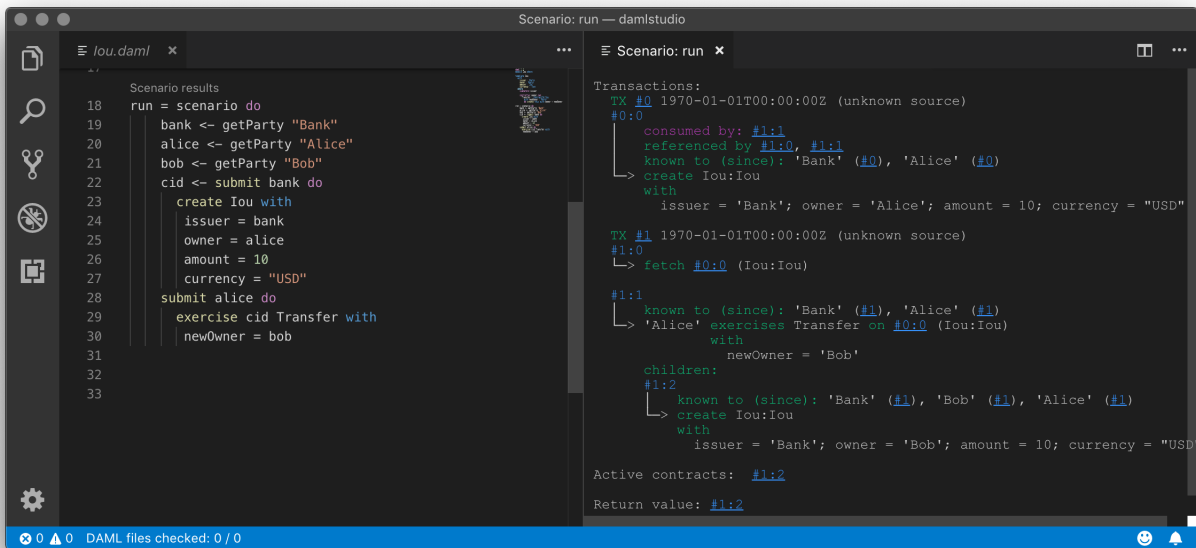 Scenario: run — damlstudio
Iou.daml
Scenario: run
17
Scenario results
18 run = scenario do
19 bank <- getParty "Bank"
20 alice <- getParty "Alice"
21 bob <- getParty "Bob"
22 cid <- submit bank do
23 create Iou with
24 issuer = bank
25 owner = alice
26 amount = 10
27 currency = "USD"
28 submit alice do
29 exercise cid Transfer with
30 newOwner = bob
31
32
33
Transactions:
TX #0 1970-01-01T00:00:00Z (unknown source)
#0:0
consumed by: #1:1
referenced by #1:0, #1:1
known to (since): 'Bank' (#0), 'Alice' (#0)
└─> create Iou:Iou
with
issuer = 'Bank'; owner = 'Alice'; amount = 10; currency = "USD"
TX #1 1970-01-01T00:00:00Z (unknown source)
#1:0
└─> fetch #0:0 (Iou:Iou)
#1:1
known to (since): 'Bank' (#1), 'Alice' (#1)
└─> 'Alice' exercises Transfer on #0:0 (Iou:Iou)
with
newOwner = 'Bob'
children:
#1:2
known to (since): 'Bank' (#1), 'Bob' (#1), 'Alice' (#1)
└─> create Iou:Iou
with
issuer = 'Bank'; owner = 'Bob'; amount = 10; currency = "USD
Active contracts: #1:2
Return value: #1:2
0 0 DAML files checked: 0 / 0